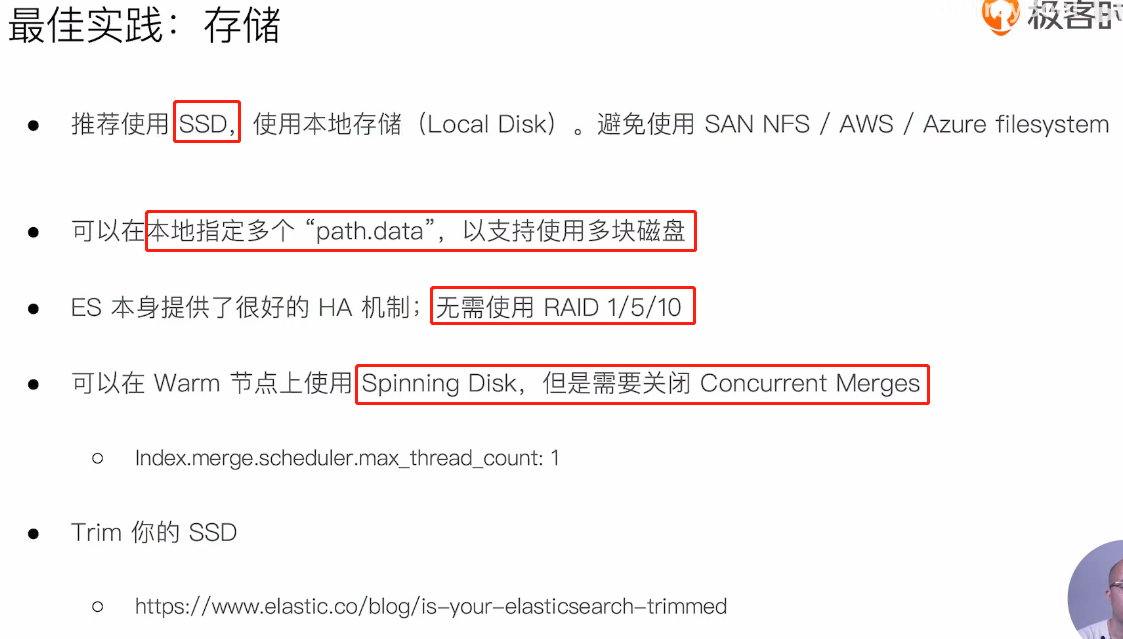 最佳实践：存储
极客时
● 推荐使用 SSD，使用本地存储（Local Disk）。避免使用 SAN NFS / AWS / Azure filesystem
● 可以在本地指定多个 “path.data”，以支持使用多块磁盘
● ES 本身提供了很好的 HA 机制；无需使用 RAID 1/5/10
● 可以在 Warm 节点上使用 Spinning Disk，但是需要关闭 Concurrent Merges
○ Index.merge.scheduler.max_thread_count: 1
● Trim 你的 SSD
○ https://www.elastic.co/blog/is-your-elasticsearch-trimmed